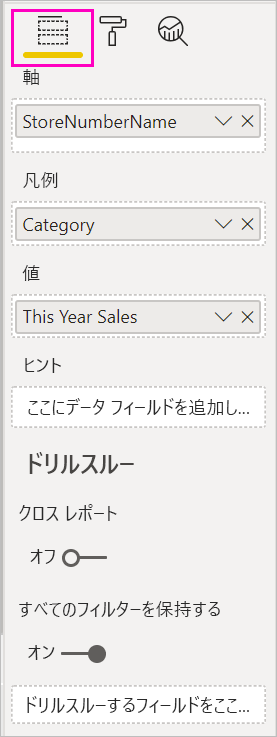 軸
StoreNumberName
凡例
Category
値
This Year Sales
ヒント
ここにデータ フィールドを追加し...
ドリルスルー
クロス レポート
オフ
すべてのフィルターを保持する
オン
ドリルスルーするフィールドをここ...